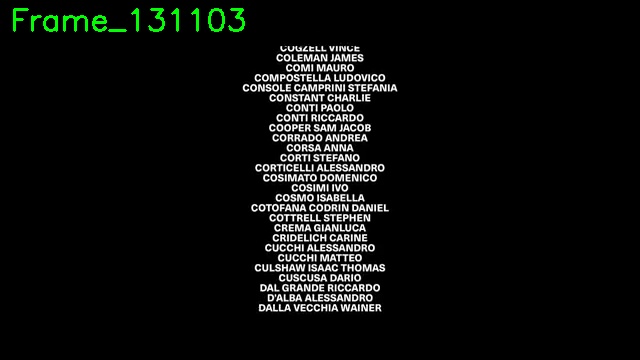 Frame_131103
COGZELL VINCE
COLEMAN JAMES
COMI MAURO
COMPOSTELLA LUDOVICO
CONSOLE CAMPRINI STEFANIA
CONSTANT CHARLIE
CONTI PAOLO
CONTI RICCARDO
COOPER SAM JACOB
CORRADO ANDREA
CORSA ANNA
CORTI STEFANO
CORTICELLI ALESSANDRO
COSIMATO DOMENICO
COSIMI IVO
COSMO ISABELLA
COTOFANA CODRIN DANIEL
COTTRELL STEPHEN
CREMA GIANLUCA
CRIDELICH CARINE
CUCCHI ALESSANDRO
CUCCHI MATTEO
CULSHAW ISAAC THOMAS
CUSCUSA DARIO
DAL GRANDE RICCARDO
D'ALBA ALESSANDRO
DALLA VECCHIA WAINER